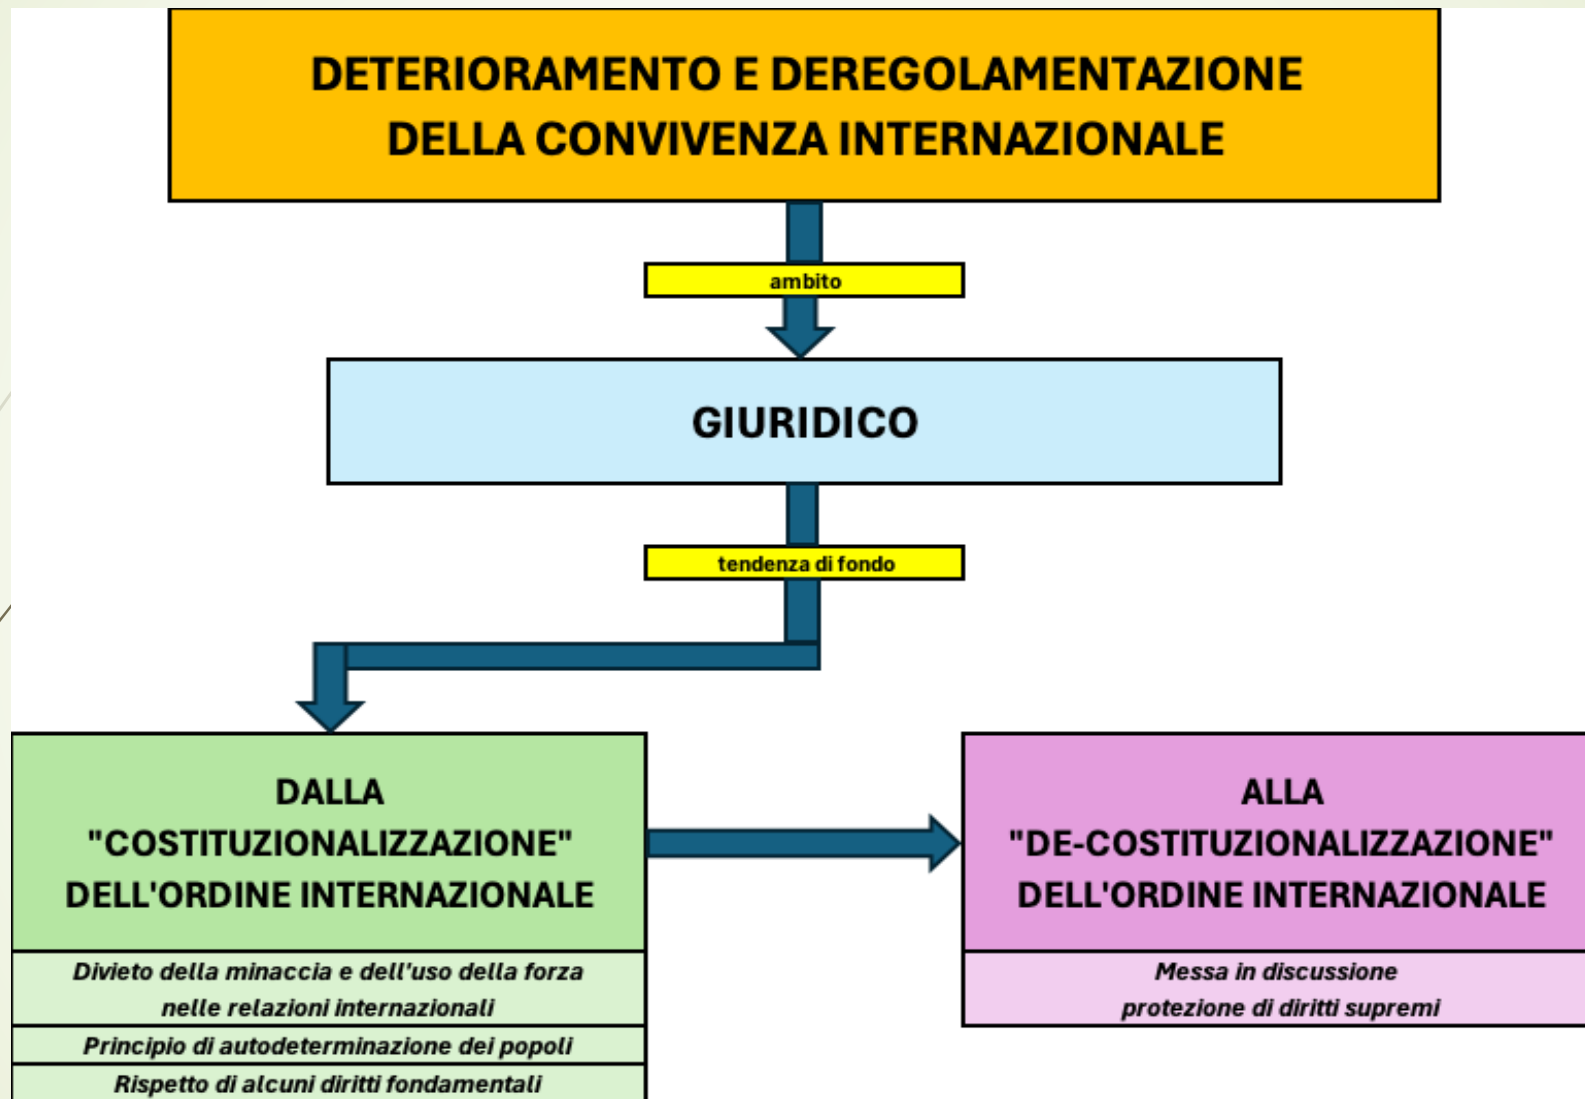 DETERIORAMENTO E DEREGOLAMENTAZIONE
DELLA CONVIVENZA INTERNAZIONALE
ambito
GIURIDICO
tendenza di fondo
DALLA
"COSTITUZIONALIZZAZIONE"
DELL'ORDINE INTERNAZIONALE
Divieto della minaccia e dell'uso della forza
nelle relazioni internazionali
Principio di autodeterminazione dei popoli
Rispetto di alcuni diritti fondamentali
ALLA
"DE-COSTITUZIONALIZZAZIONE"
DELL'ORDINE INTERNAZIONALE
Messa in discussione
protezione di diritti supremi